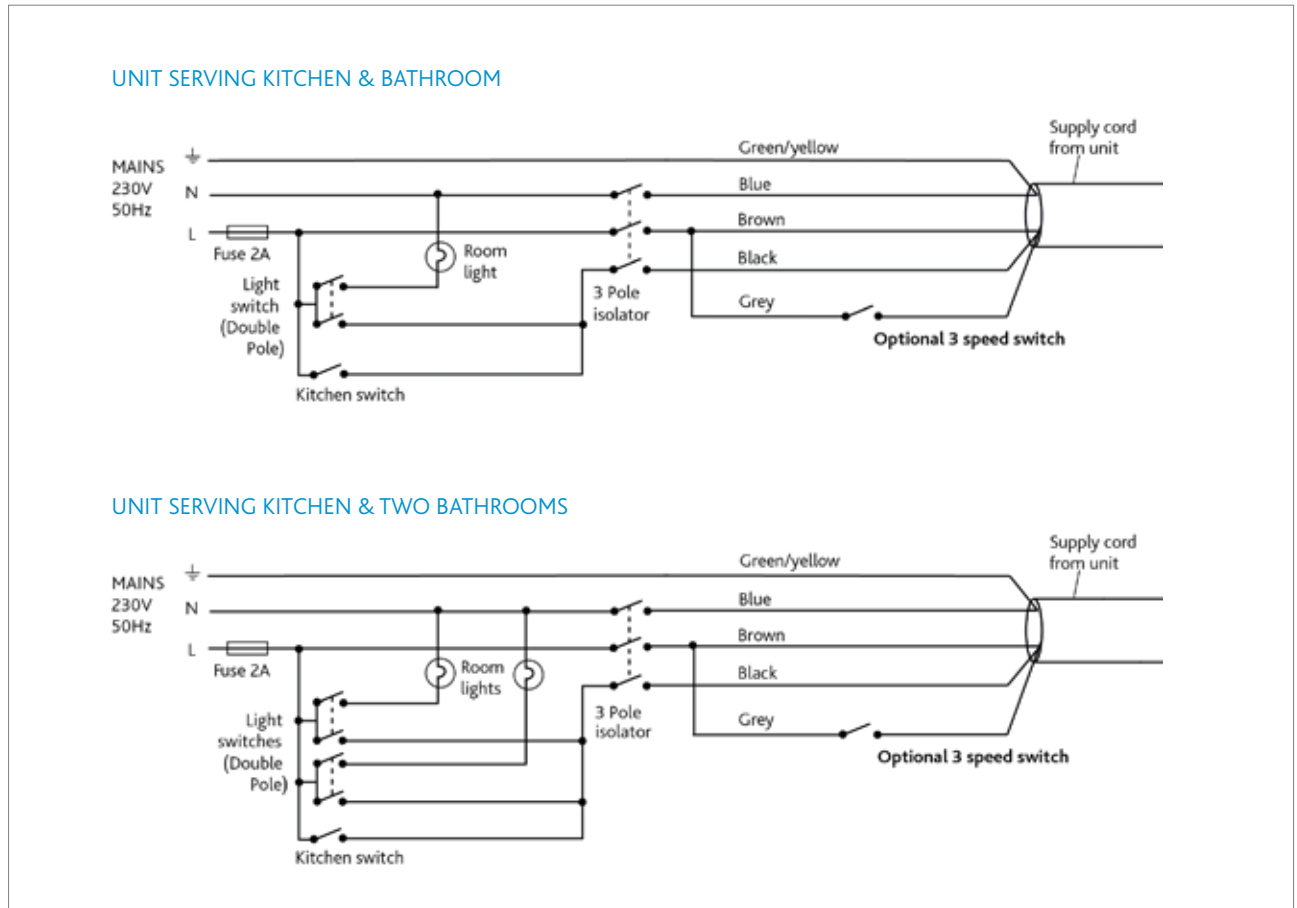 UNIT SERVING KITCHEN & BATHROOM
Supply cord
from unit
Green/yellow
MAINS
230V
50Hz
N
Blue
L
Brown
Fuse 2A
Room
light
Black
Light
switch
(Double
Pole)
3 Pole
isolator
Grey
Optional 3 speed switch
Kitchen switch
UNIT SERVING KITCHEN & TWO BATHROOMS
Supply cord
from unit
Green/yellow
MAINS
230V
50Hz
N
Blue
L
Brown
Fuse 2A
Room
lights
Black
Light
switches
(Double
Pole)
3 Pole
isolator
Grey
Optional 3 speed switch
Kitchen switch